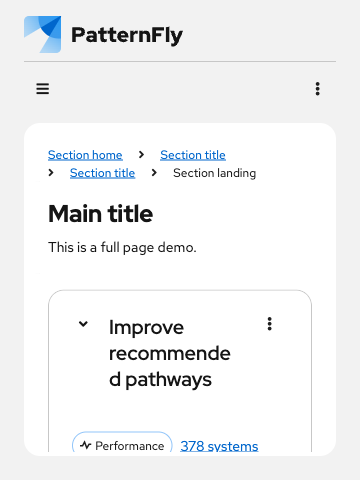 PatternFly
Section home > Section title
> Section title > Section landing
Main title
This is a full page demo.
Improve
recommende
d pathways
Performance 378 systems